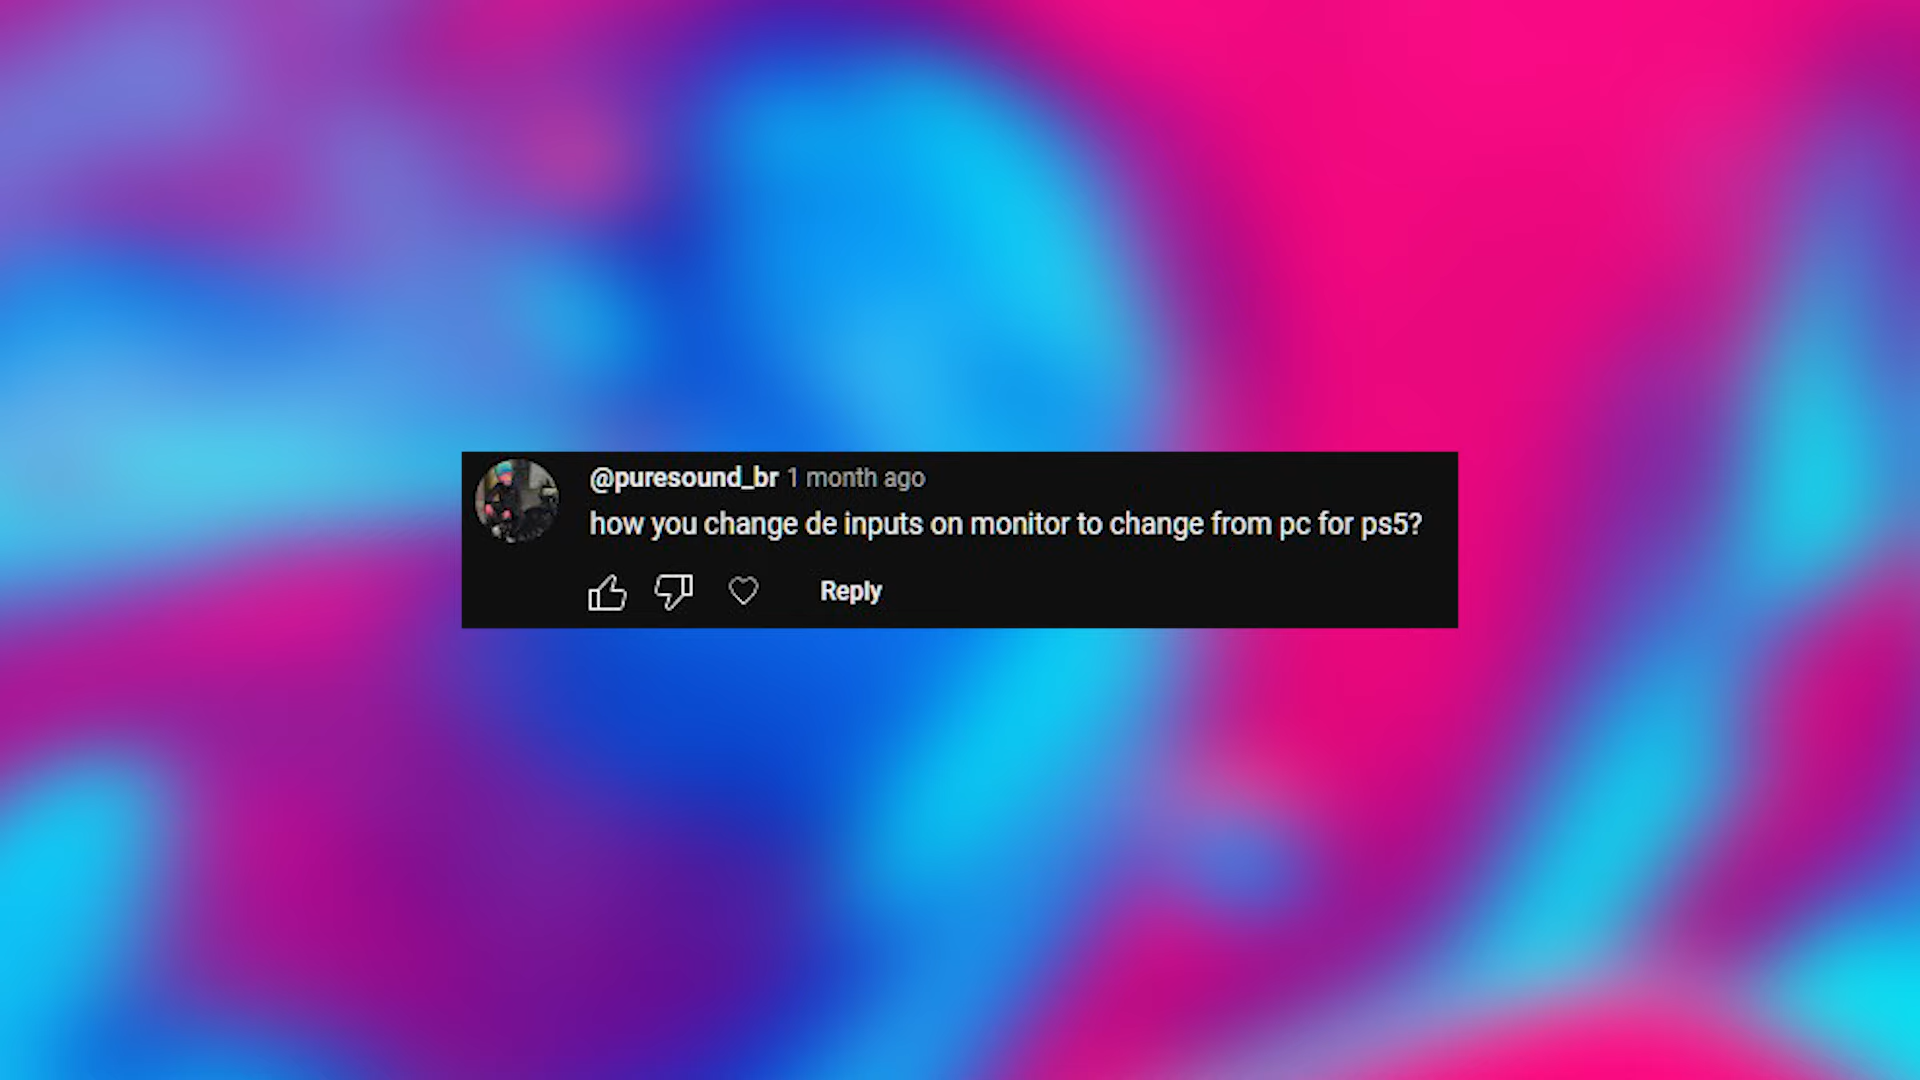 @puresound_br 1 month ago
how you change de inputs on monitor to change from pc for ps5?
Reply